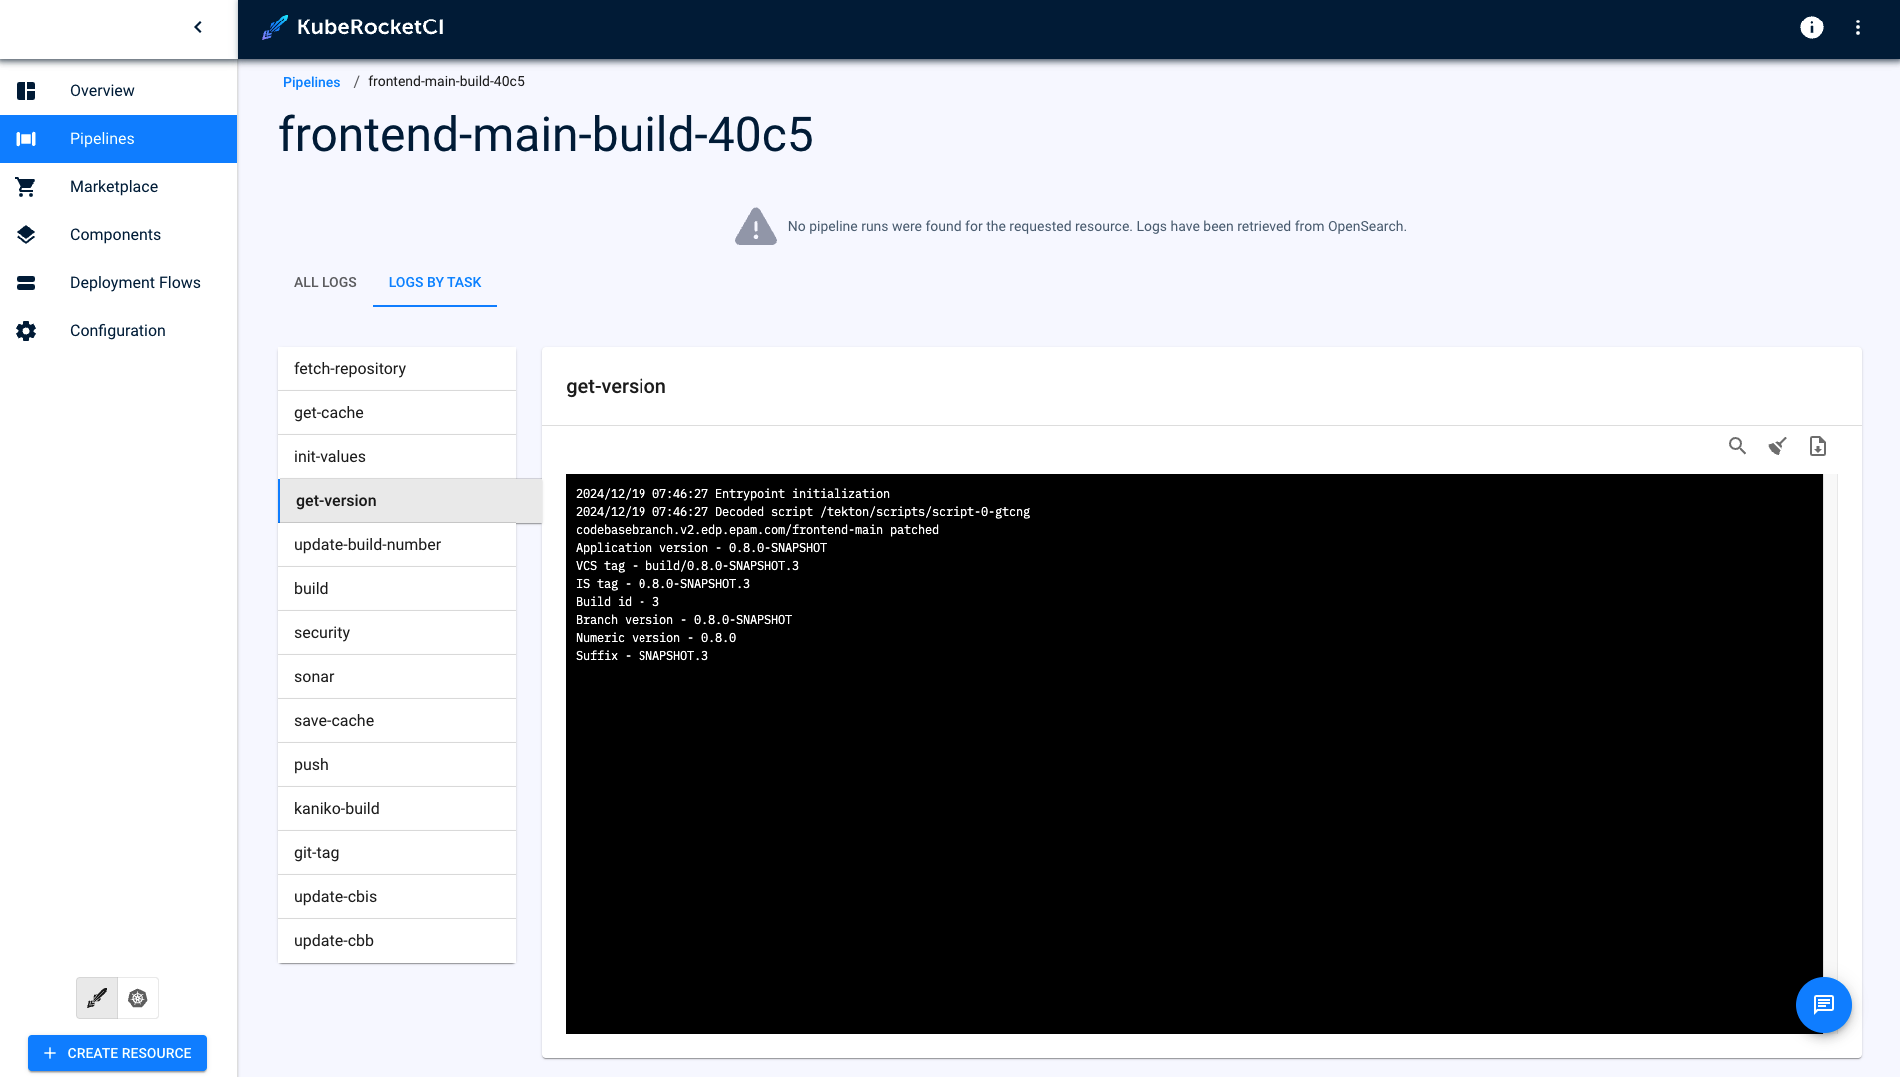 KubeRocketCI
Overview
Pipelines
Marketplace
Components
Deployment Flows
Configuration
CREATE RESOURCE
Pipelines / frontend-main-build-40c5
frontend-main-build-40c5
No pipeline runs were found for the requested resource. Logs have been retrieved from OpenSearch.
ALL LOGS
LOGS BY TASK
fetch-repository
get-cache
init-values
get-version
update-build-number
build
security
sonar
save-cache
push
kaniko-build
git-tag
update-cbis
update-cbb
get-version
2024/12/19 07:46:27 Entrypoint initialization
2024/12/19 07:46:27 Decoded script /tekton/scripts/script-0-gtcng
codebasebranch.v2.edp.epam.com/frontend-main patched
Application version - 0.8.0-SNAPSHOT
VCS tag - build/0.8.0-SNAPSHOT.3
IS tag - 0.8.0-SNAPSHOT.3
Build id - 3
Branch version - 0.8.0-SNAPSHOT
Numeric version - 0.8.0
Suffix - SNAPSHOT.3